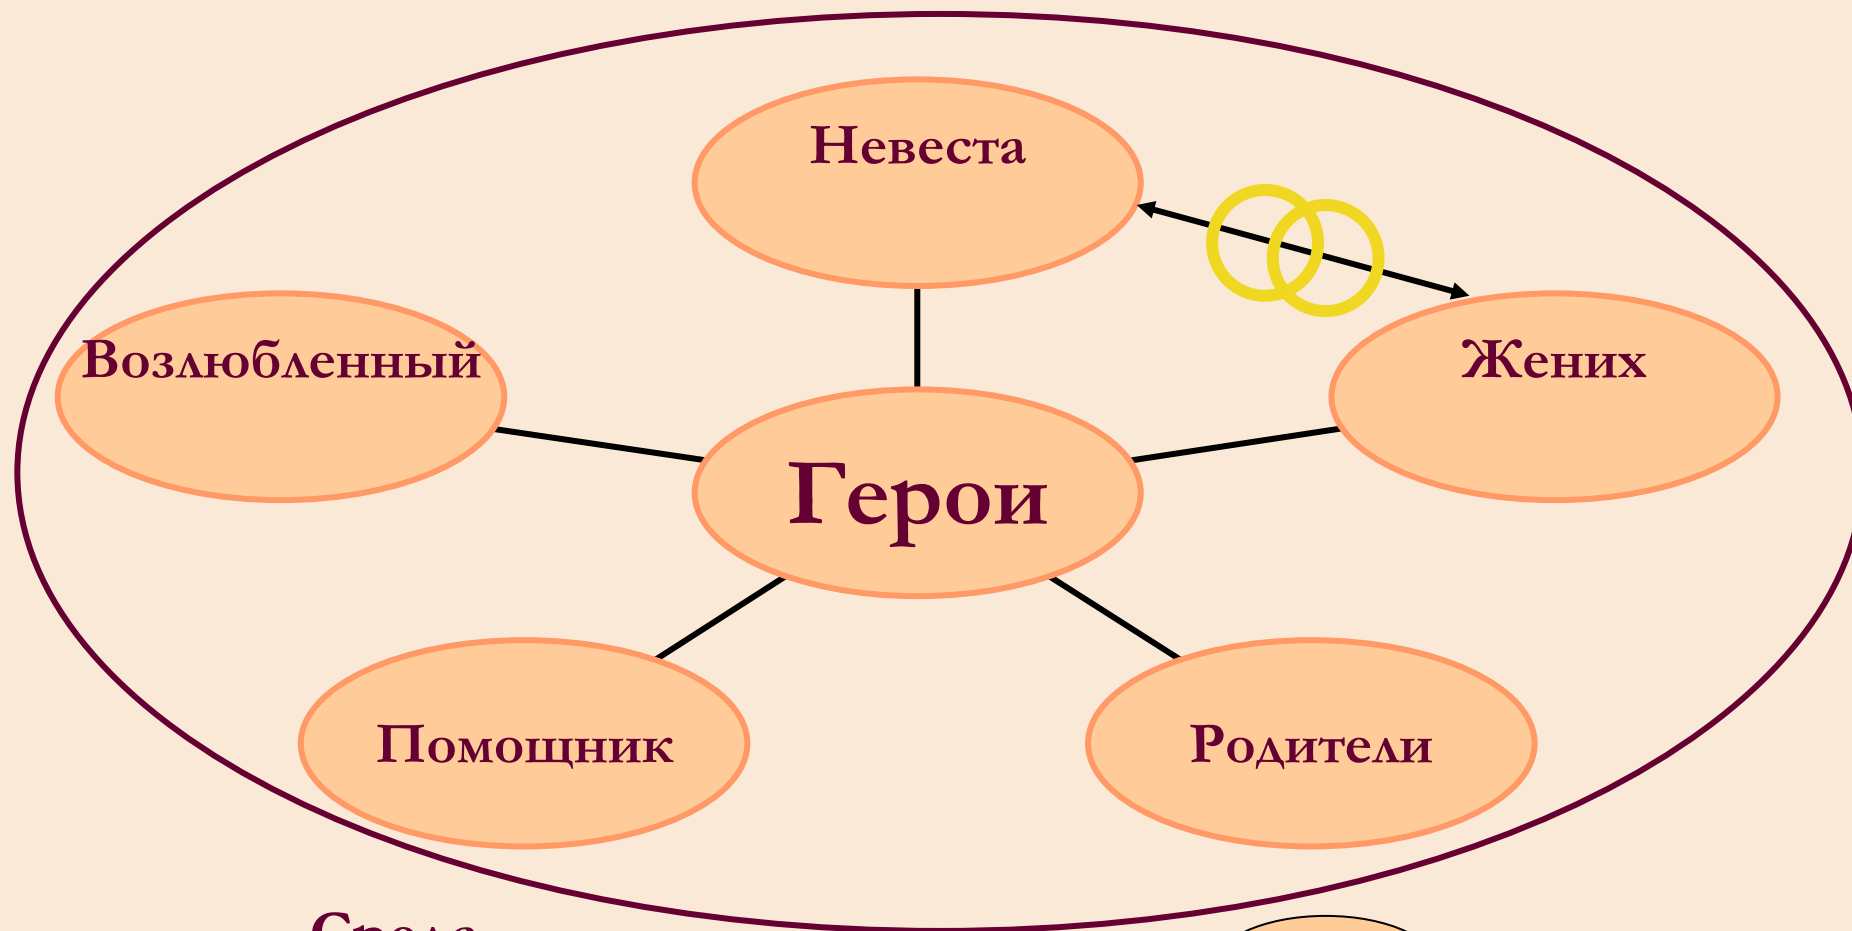 Невеста
Возлюбленный
Жених
Герои
Помощник
Родители